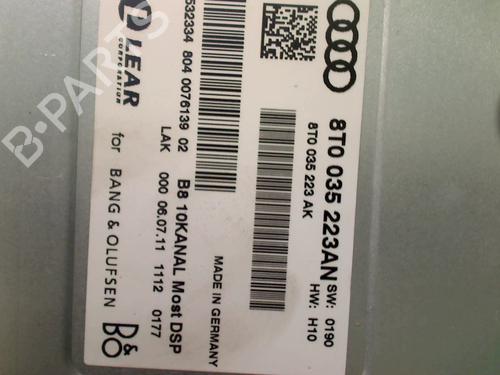 8T0 035 223AN
SW: 0190
8T0 035 223 AK
HW: H10
MADE IN GERMANY
532334 804 0076139 02
LAK
B8 10KANAL Most DSP
000 06.07.11 1112 0177
LEAR
CORPORATION
for BANG & OLUFSEN
B&O
B-PARTS